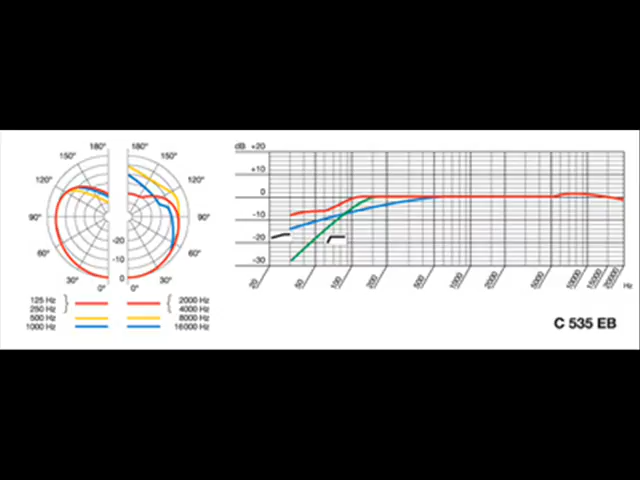 180° 180°
150° 150°
120° 120°
90° 90°
60° 60°
30° 30°
0° 0°
-20
-10
0
125 Hz
250 Hz
500 Hz
1000 Hz
2000 Hz
4000 Hz
8000 Hz
16000 Hz
dB +20
+10
0
-10
-20
-30
20 50 100 200 500 1000 2000 5000 10000 15000 20000 Hz
C 535 EB